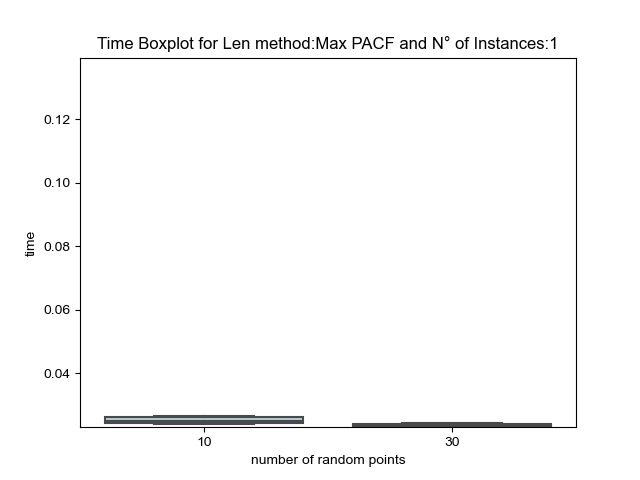 Time Boxplot for Len method:Max PACF and N° of Instances:1
0.12
0.10
0.08
0.06
0.04
time
10
30
number of random points